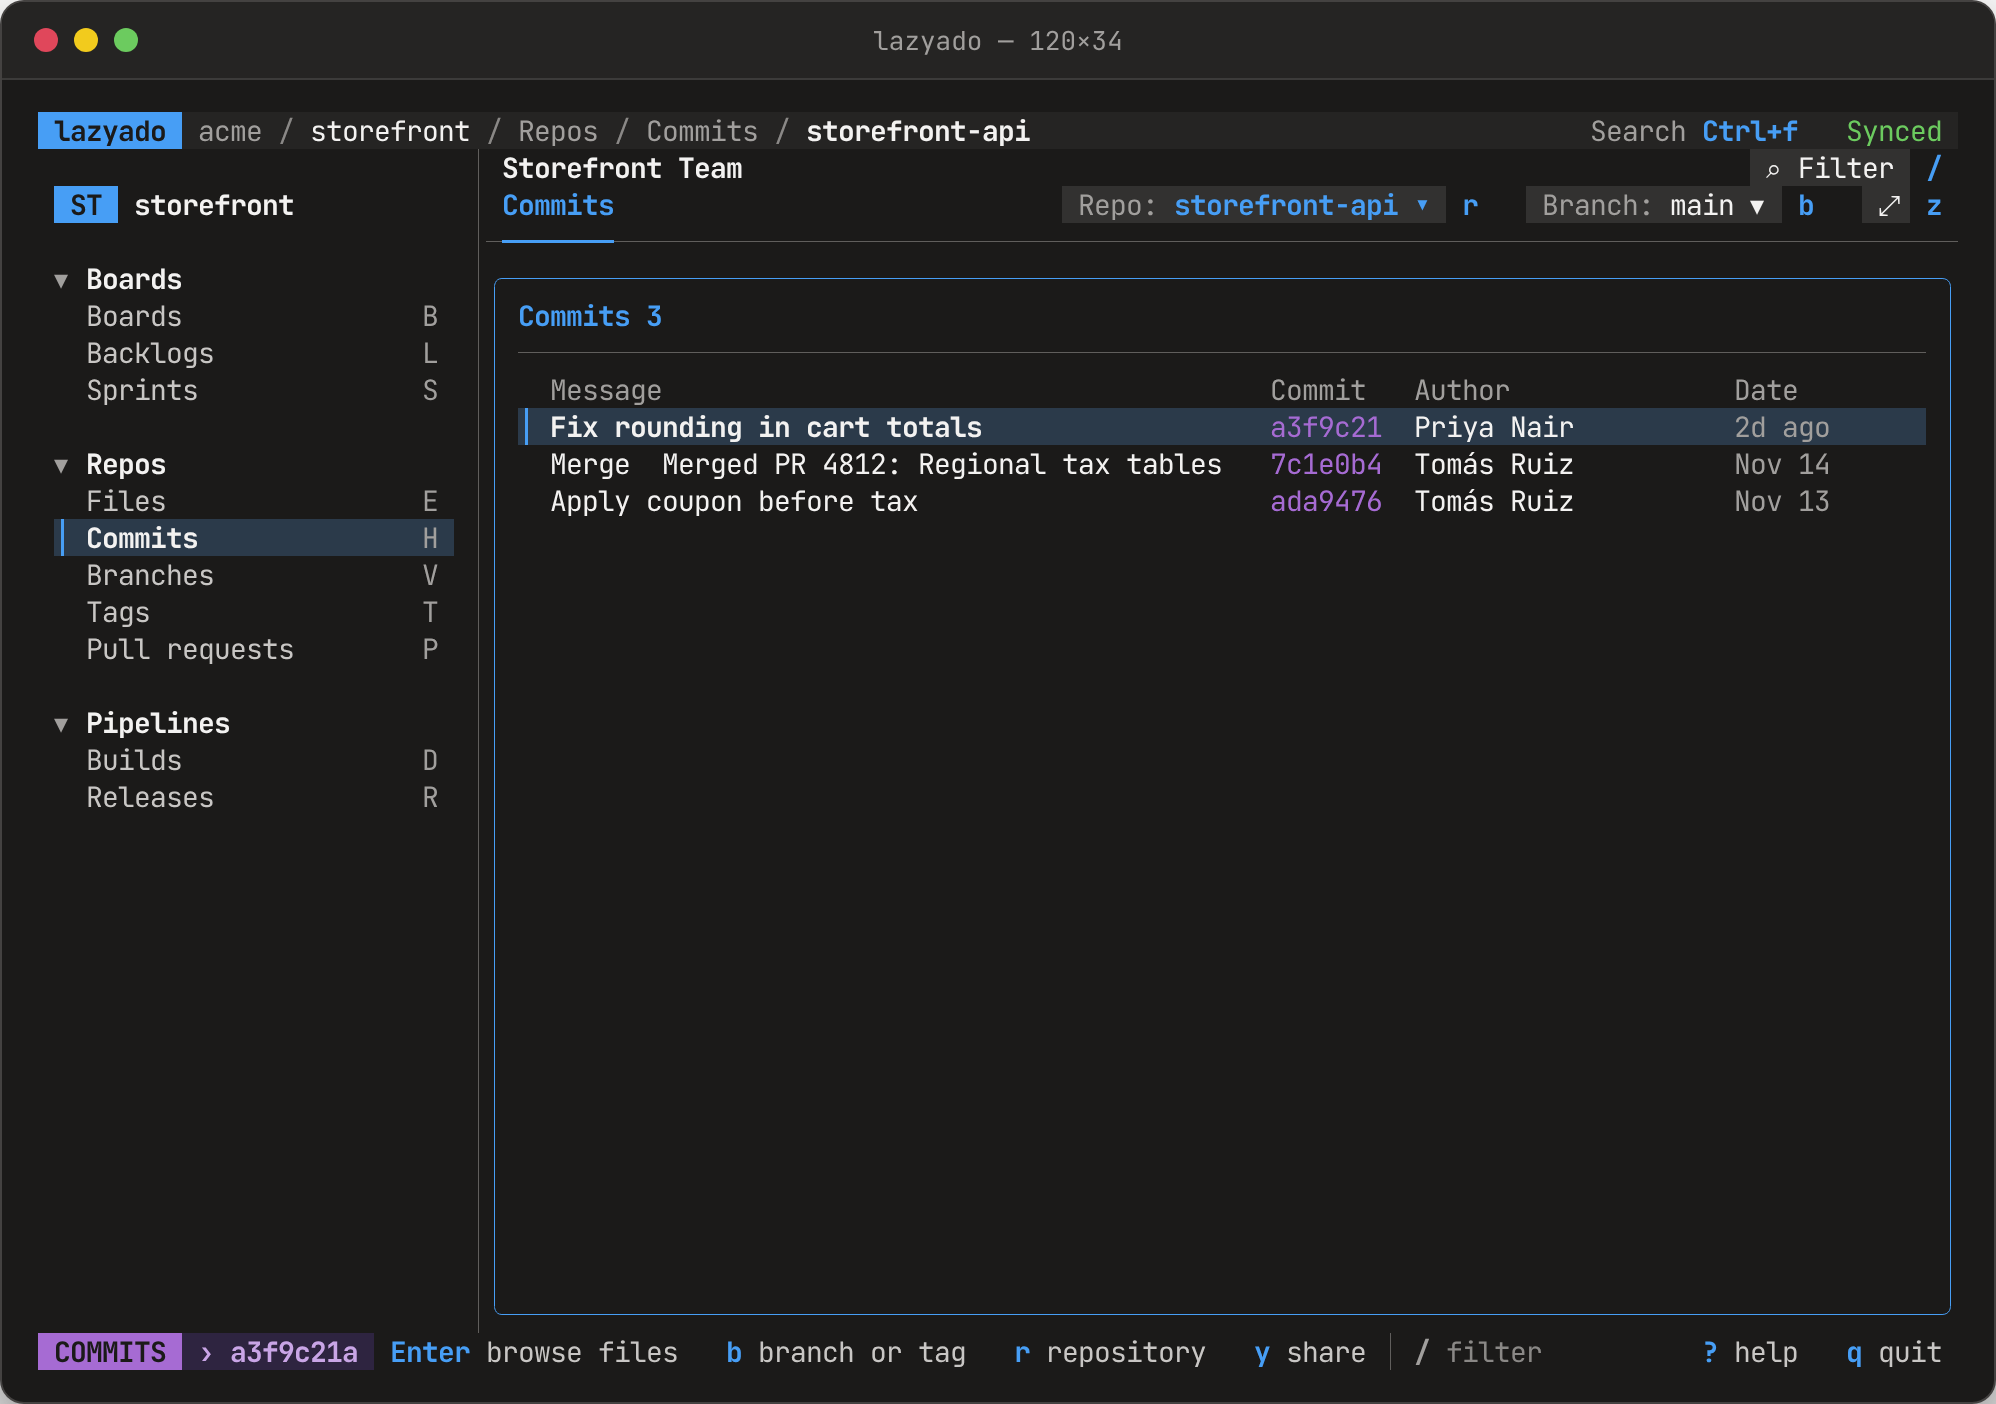 lazyado — 120×34
lazyado acme / storefront / Repos / Commits / storefront-api Search Ctrl+f Synced
Storefront Team ⌕ Filter /
ST storefront
Commits Repo: storefront-api ▾ r Branch: main ▼ b ⤢ z
▼ Boards
Boards B
Backlogs L
Sprints S
▼ Repos
Files E
Commits H
Branches V
Tags T
Pull requests P
▼ Pipelines
Builds D
Releases R
Commits 3
Message Commit Author Date
Fix rounding in cart totals a3f9c21 Priya Nair 2d ago
Merge Merged PR 4812: Regional tax tables 7c1e0b4 Tomás Ruiz Nov 14
Apply coupon before tax ada9476 Tomás Ruiz Nov 13
COMMITS › a3f9c21a Enter browse files b branch or tag r repository y share / filter ? help q quit